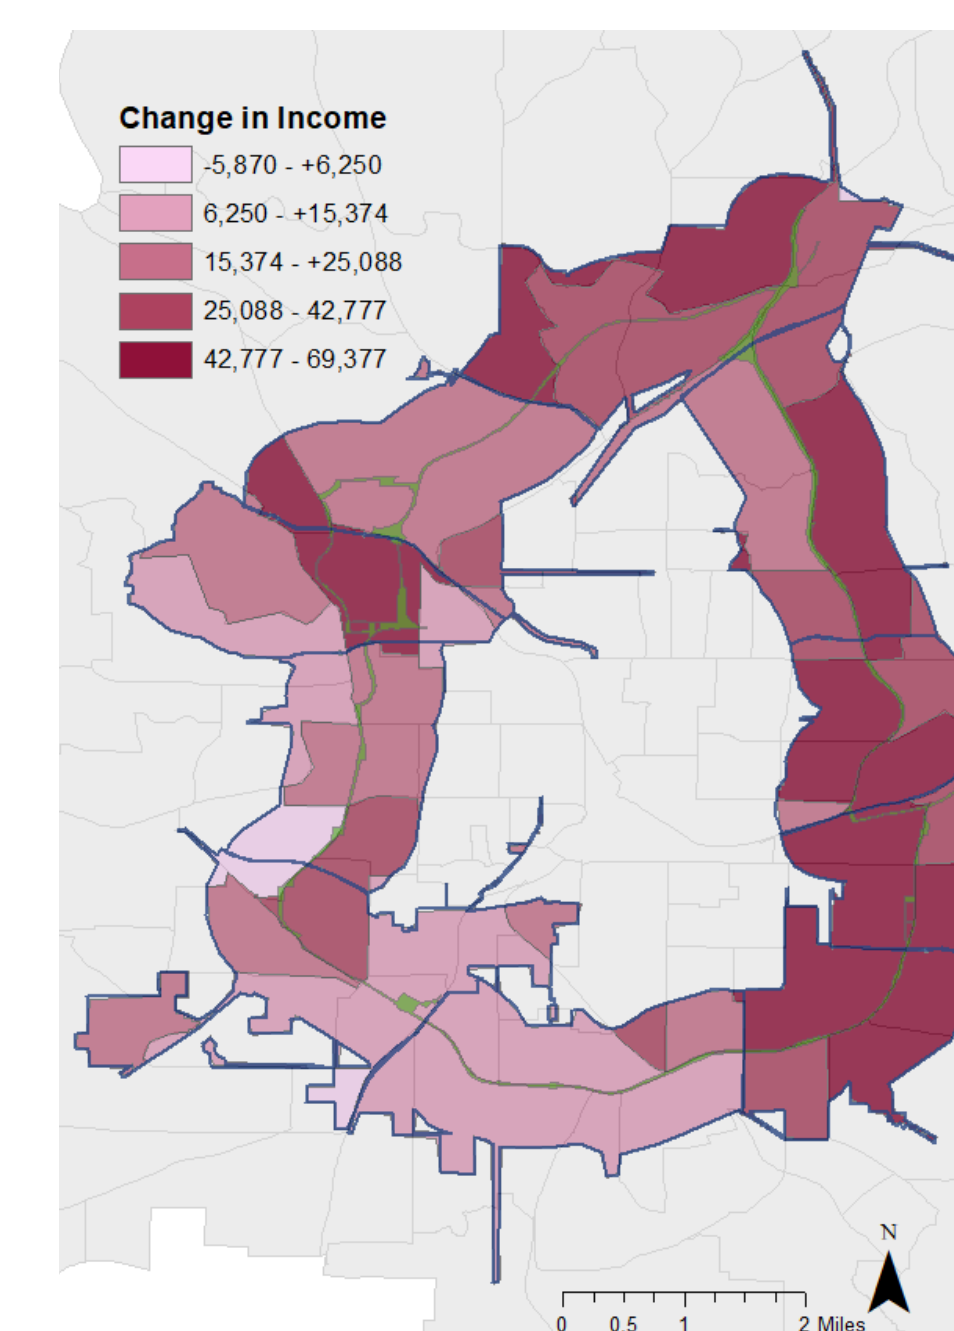 Change in Income
-5,870 - +6,250
6,250 - +15,374
15,374 - +25,088
25,088 - 42,777
42,777 - 69,377
N
0 0.5 1 2 Miles